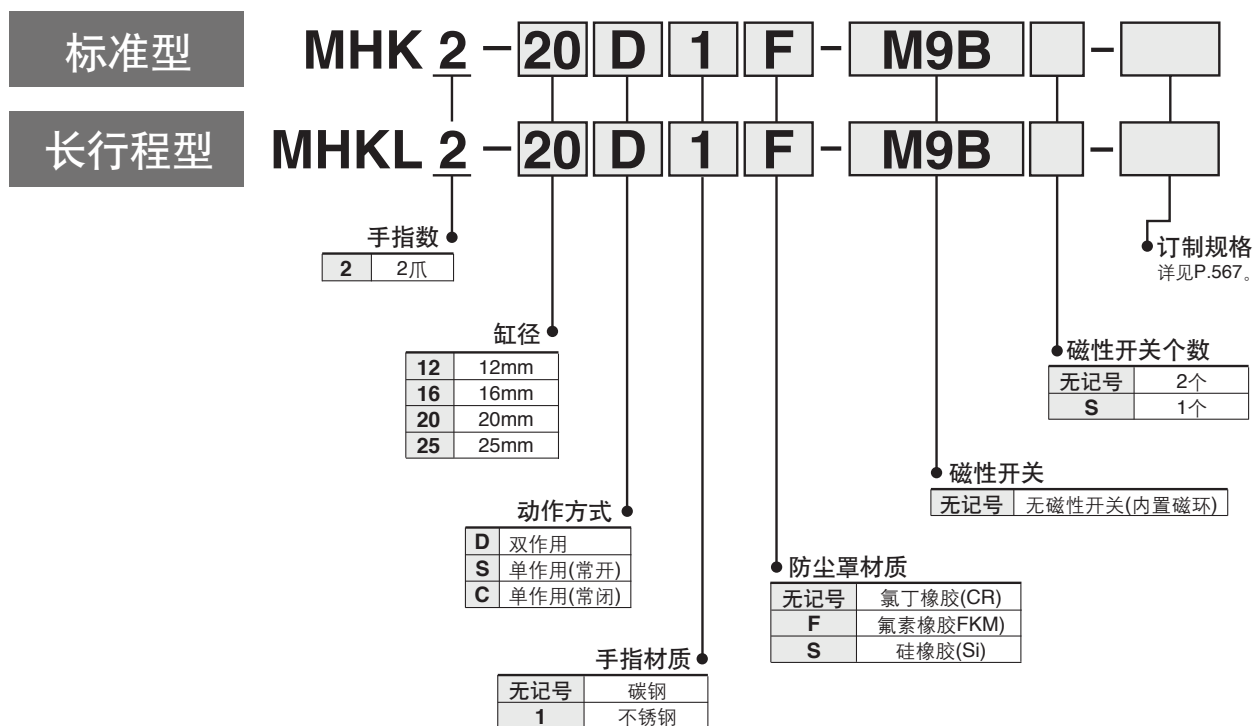 标准型 MHK 2 - 20 D 1 F - M9B -
长行程型 MHKL 2 - 20 D 1 F - M9B -
手指数
2 2爪
订制规格
详见P.567。
缸径
12 12mm
16 16mm
20 20mm
25 25mm
磁性开关个数
无记号 2个
S 1个
磁性开关
无记号 无磁性开关(内置磁环)
动作方式
D 双作用
S 单作用(常开)
C 单作用(常闭)
防尘罩材质
无记号 氯丁橡胶(CR)
F 氟素橡胶FKM)
S 硅橡胶(Si)
手指材质
无记号 碳钢
1 不锈钢